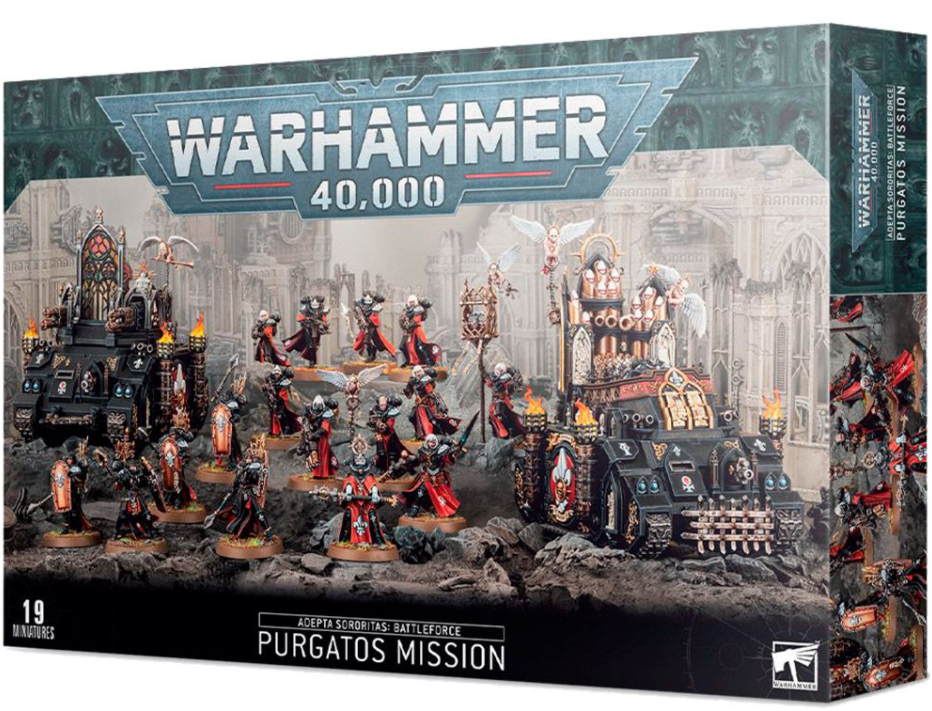 WARHAMMER
40,000
19
MINIATURES
ADEPTA SORORITAS: BATTLEFORCE
PURGATOS MISSION
WARHAMMER
WARHAMMER
40,000
ADEPTA SORORITAS: BATTLEFORCE
PURGATOS MISSION